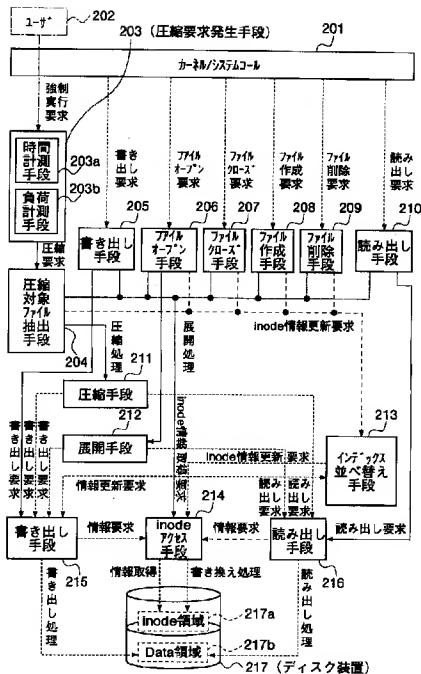 ﾕｰｻﾞ
202
203（圧縮要求発生手段）
201
ｶｰﾈﾙ/ｼｽﾃﾑｺｰﾙ
強制
実行
要求
時間
計測
手段
203a
負荷
計測
手段
203b
圧縮
要求
書き
出し
要求
ﾌｧｲﾙ
ｵｰﾌﾟﾝ
要求
ﾌｧｲﾙ
ｸﾛｰｽﾞ
要求
ﾌｧｲﾙ
作成
要求
ﾌｧｲﾙ
削除
要求
読み
出し
要求
205
206
207
208
209
210
書き出し
手段
ﾌｧｲﾙ
ｵｰﾌﾟﾝ
手段
ﾌｧｲﾙ
ｸﾛｰｽﾞ
手段
ﾌｧｲﾙ
作成
手段
ﾌｧｲﾙ
削除
手段
読み出し
手段
圧縮
対象
ﾌｧｲﾙ
抽出
手段
204
圧縮処理
展開処理
inode情報更新要求
211
圧縮手段
212
展開手段
inode情報取得要求
213
ｲﾝﾃﾞｯｸｽ
並べ替え
手段
書き出し要求
書き出し要求
書き出し要求
inode情報更新要求
情報更新要求
読み出し要求
読み出し要求
214
書き出し
手段
情報要求
inode
ｱｸｾｽ
手段
情報要求
読み出し
手段
読み出し要求
215
216
情報取得
書き換え処理
書き出し処理
読み出し処理
217a
inode領域
217b
Data領域
217（ディスク装置）